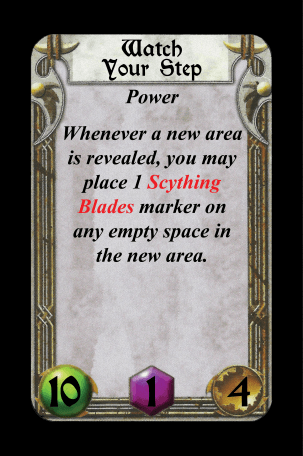 Watch
Your Step
Power
Whenever a new area
is revealed, you may
place 1 Scything
Blades marker on
any empty space in
the new area.
10 1 4